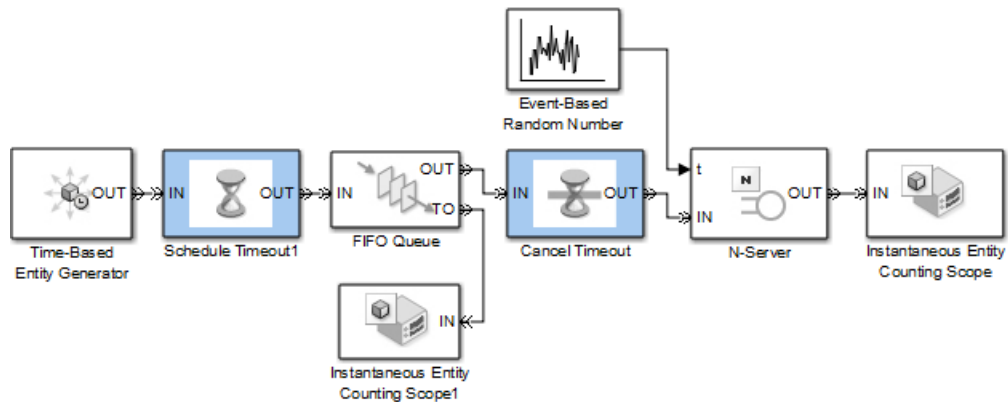 Event-Based
Random Number
OUT
Time-Based
Entity Generator
IN
OUT
Schedule Timeout1
IN
OUT
TO
FIFO Queue
IN
OUT
Cancel Timeout
t
IN
N
OUT
N-Server
IN
Instantaneous Entity
Counting Scope
IN
Instantaneous Entity
Counting Scope1